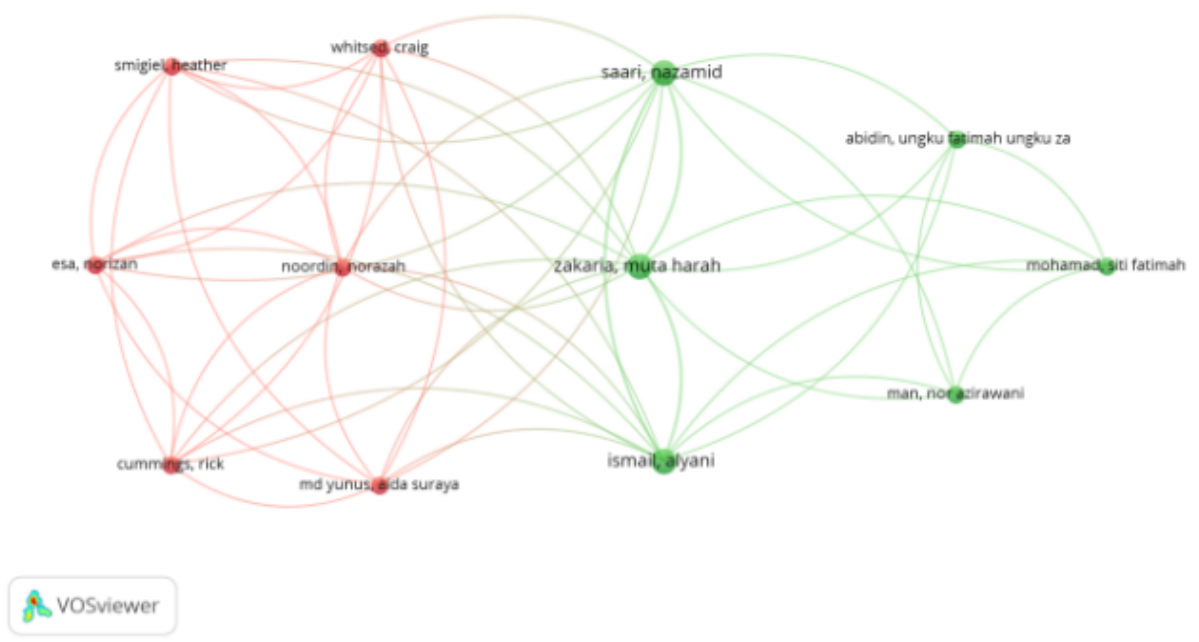 whitsed, craig
smigiel, heather
saari, nazamid
abidin, ungku fatimah ungku za
esa, norizan
noordin, norazah
zakaria, muta harah
mohamad, siti fatimah
man, nor azirawani
cummings, rick
md yunus, aida suraya
ismail, alyani
VOSviewer